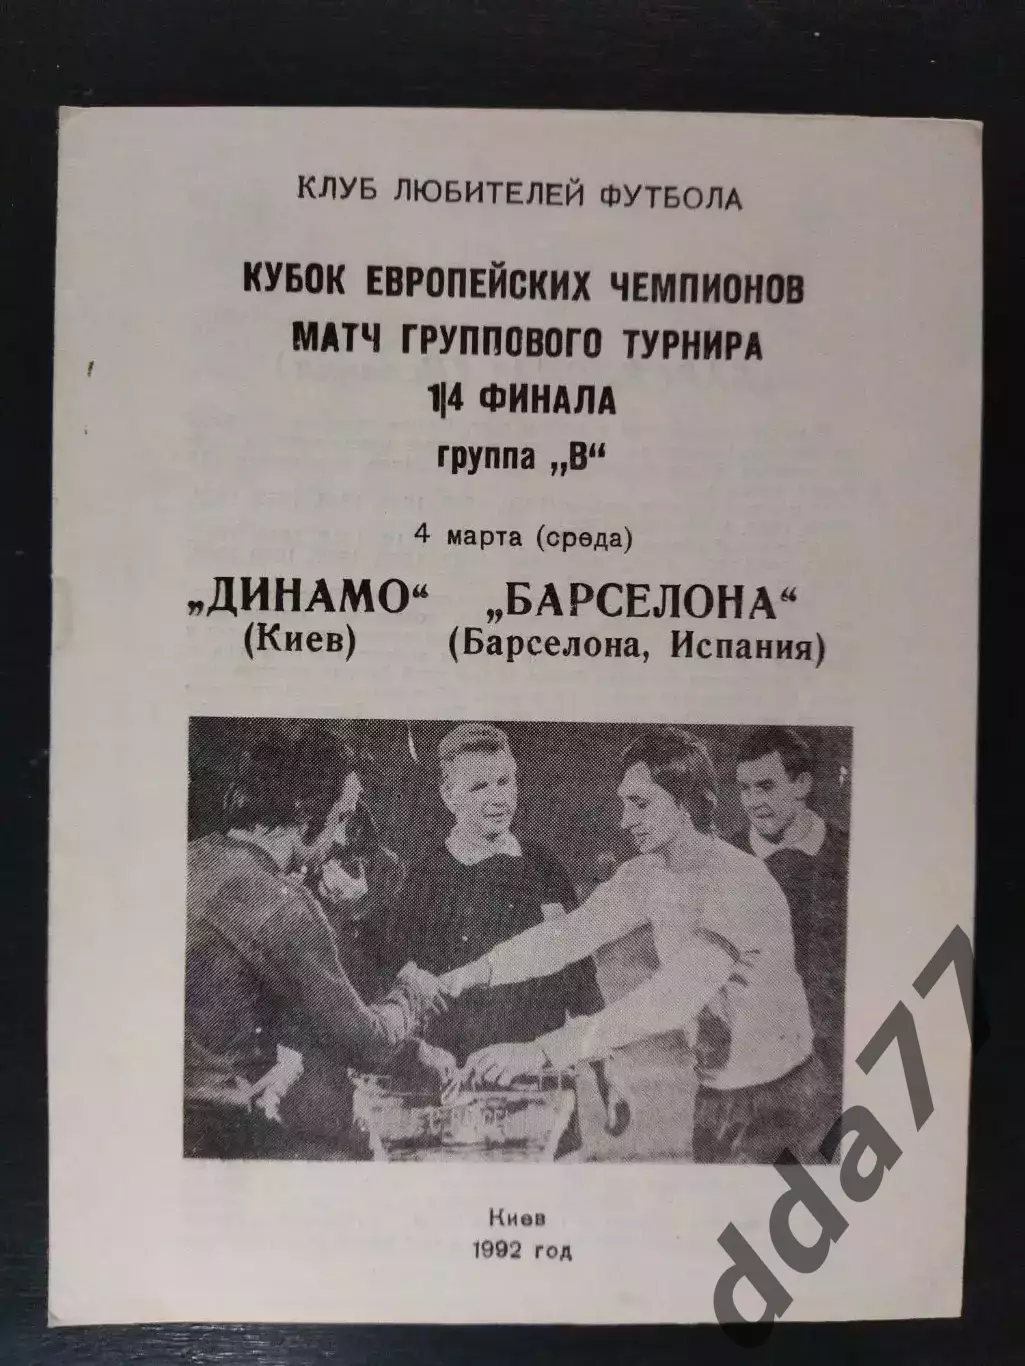 КЛУБ ЛЮБИТЕЛЕЙ ФУТБОЛА
КУБОК ЕВРОПЕЙСКИХ ЧЕМПИОНОВ
МАТЧ ГРУППОВОГО ТУРНИРА
1|4 ФИНАЛА
группа „В“
4 марта (среда)
„ДИНАМО“ „БАРСЕЛОНА“
(Киев) (Барселона, Испания)
Киев
1992 год
dda77